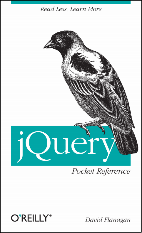 Read Less, Learn More
jQuery
Pocket Reference
O'REILLY®
David Flanagan